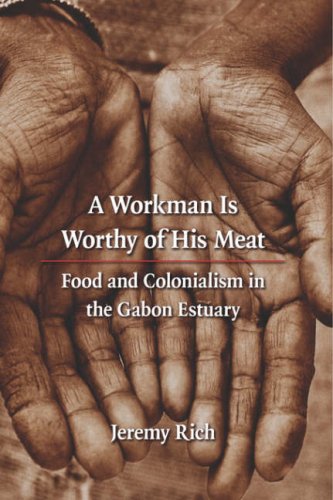 A Workman Is
Worthy of His Meat
Food and Colonialism in
the Gabon Estuary
Jeremy Rich